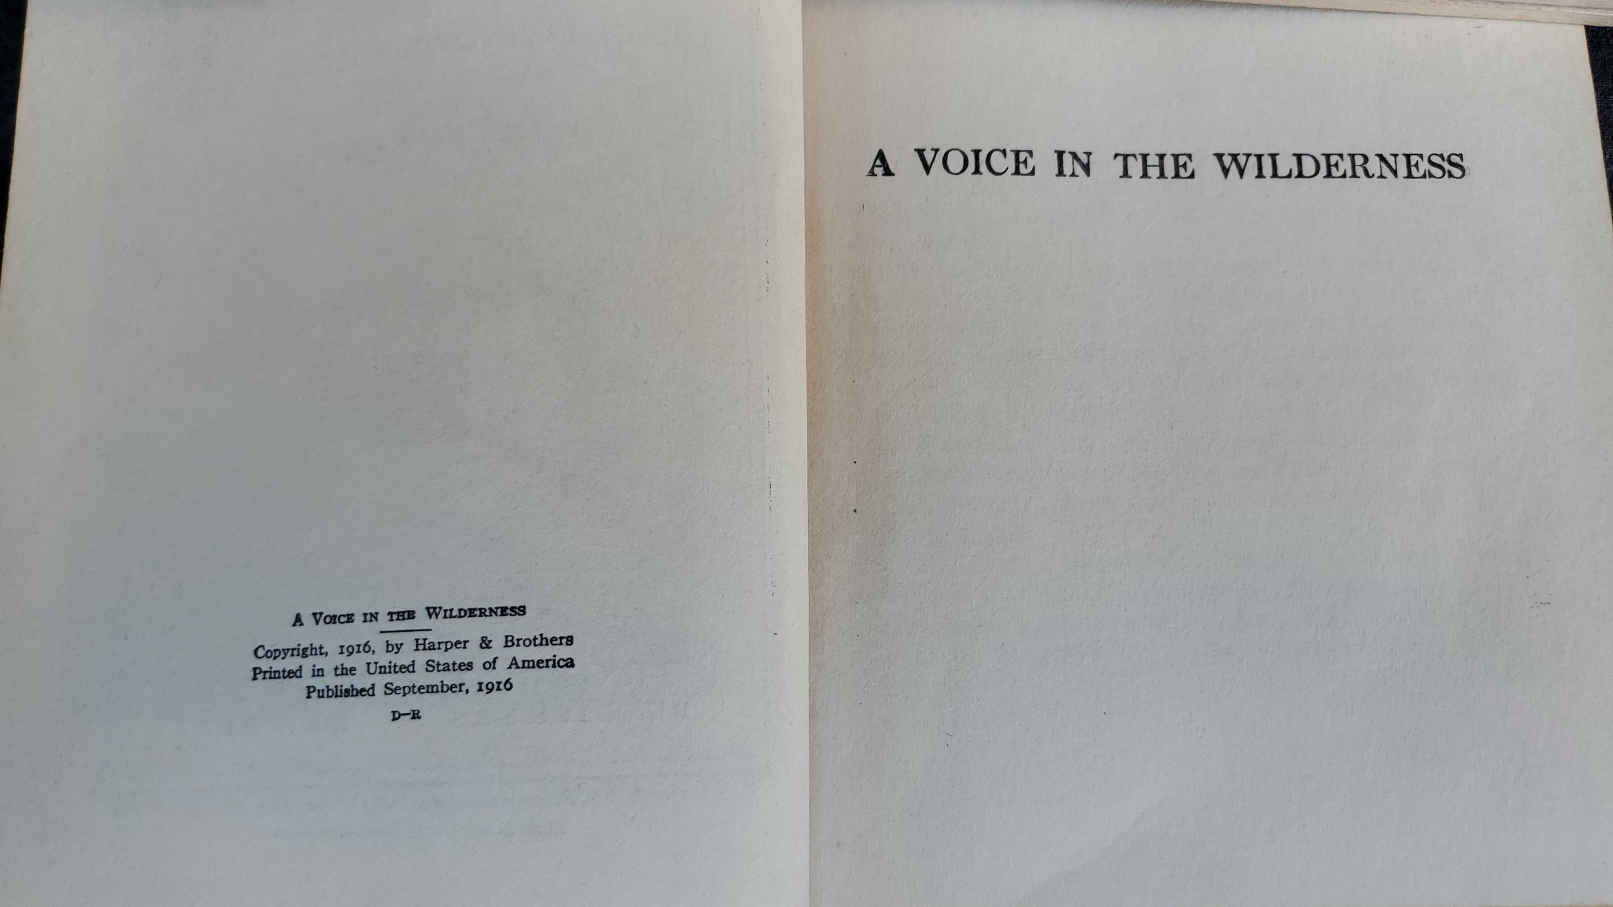 A VOICE IN THE WILDERNESS
Copyright, 1916, by Harper & Brothers
Printed in the United States of America
Published September, 1916
D-R
A VOICE IN THE WILDERNESS